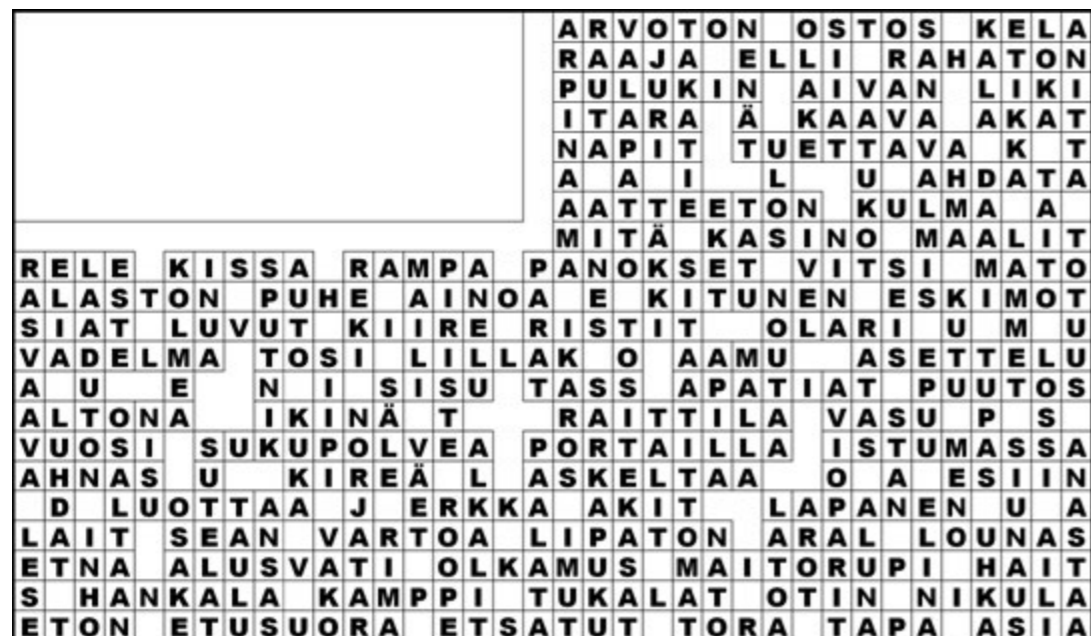 ARVOTON OSTOS KELA
RAAJA ELLI RAHATON
PULUKIN AIVAN LIKI
ITARA Ä KAAVA AKAT
NAPIT TUETTAVA K T
A A I L U AHDATA
AATTEETON KULMA A
MITÄ KASINO MAALIT
RELE KISSA RAMPA PANOKSET VITSI MATO
ALASTON PUHE AINOA E KITUNEN ESKIMOT
SIAT LUVUT KIIRE RISTIT OLARI U M U
VADELMA TOSI LILLAK O AAMU ASETTELU
A U E N I SISU TASS APATIAT PUUTOS
ALTONA IKINÄ T RAITTILA VASU P S
VUOSI SUKUPOLVEA PORTAILLA ISTUMASSA
AHNAS U KIREÄ L ASKELTAA O A ESIIN
D LUOTTAA J ERKKA AKIT LAPANEN U A
LAIT SEAN VARTOA LIPATON ARAL LOUNAS
ETNA ALUSVATI OLKAMUS MAITORUPI HAIT
S HANKALA KAMPPI TUKALAT OTIN NIKULA
ETON ETUSUORA ETSATUT TORA TAPA ASIA